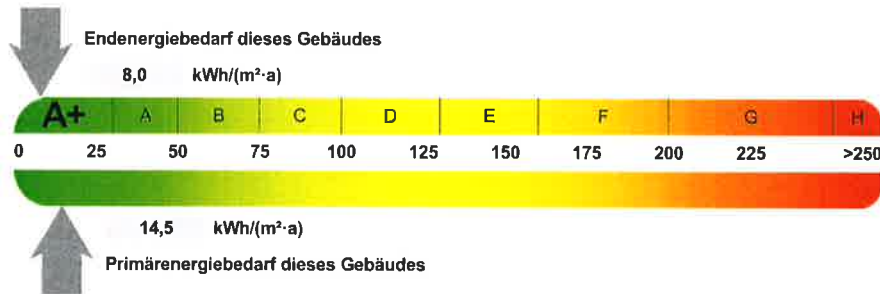 Endenergiebedarf dieses Gebäudes
8,0 kWh/(m²·a)
A+ A B C D E F G H
0 25 50 75 100 125 150 175 200 225 >250
14,5 kWh/(m²·a)
Primärenergiebedarf dieses Gebäudes